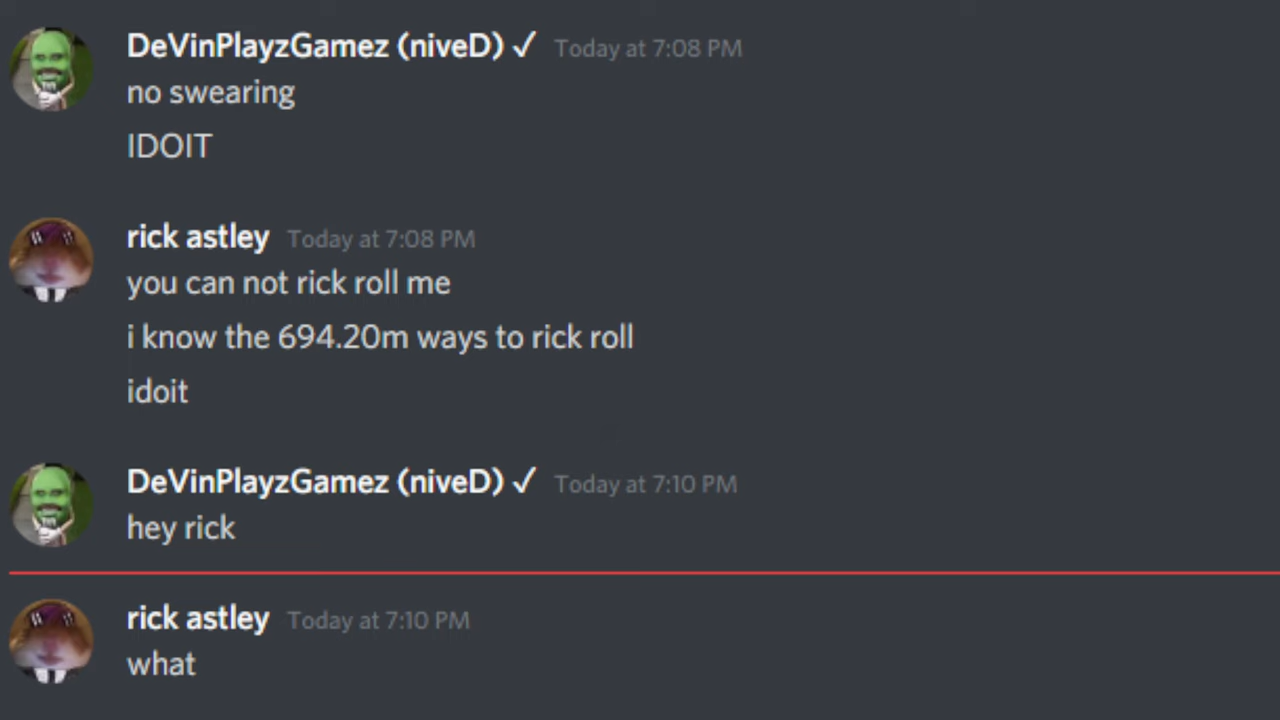 DeVinPlayzGamez (niveD) ✓ Today at 7:08 PM
no swearing
IDOIT
rick astley Today at 7:08 PM
you can not rick roll me
i know the 694.20m ways to rick roll
idoit
DeVinPlayzGamez (niveD) ✓ Today at 7:10 PM
hey rick
rick astley Today at 7:10 PM
what